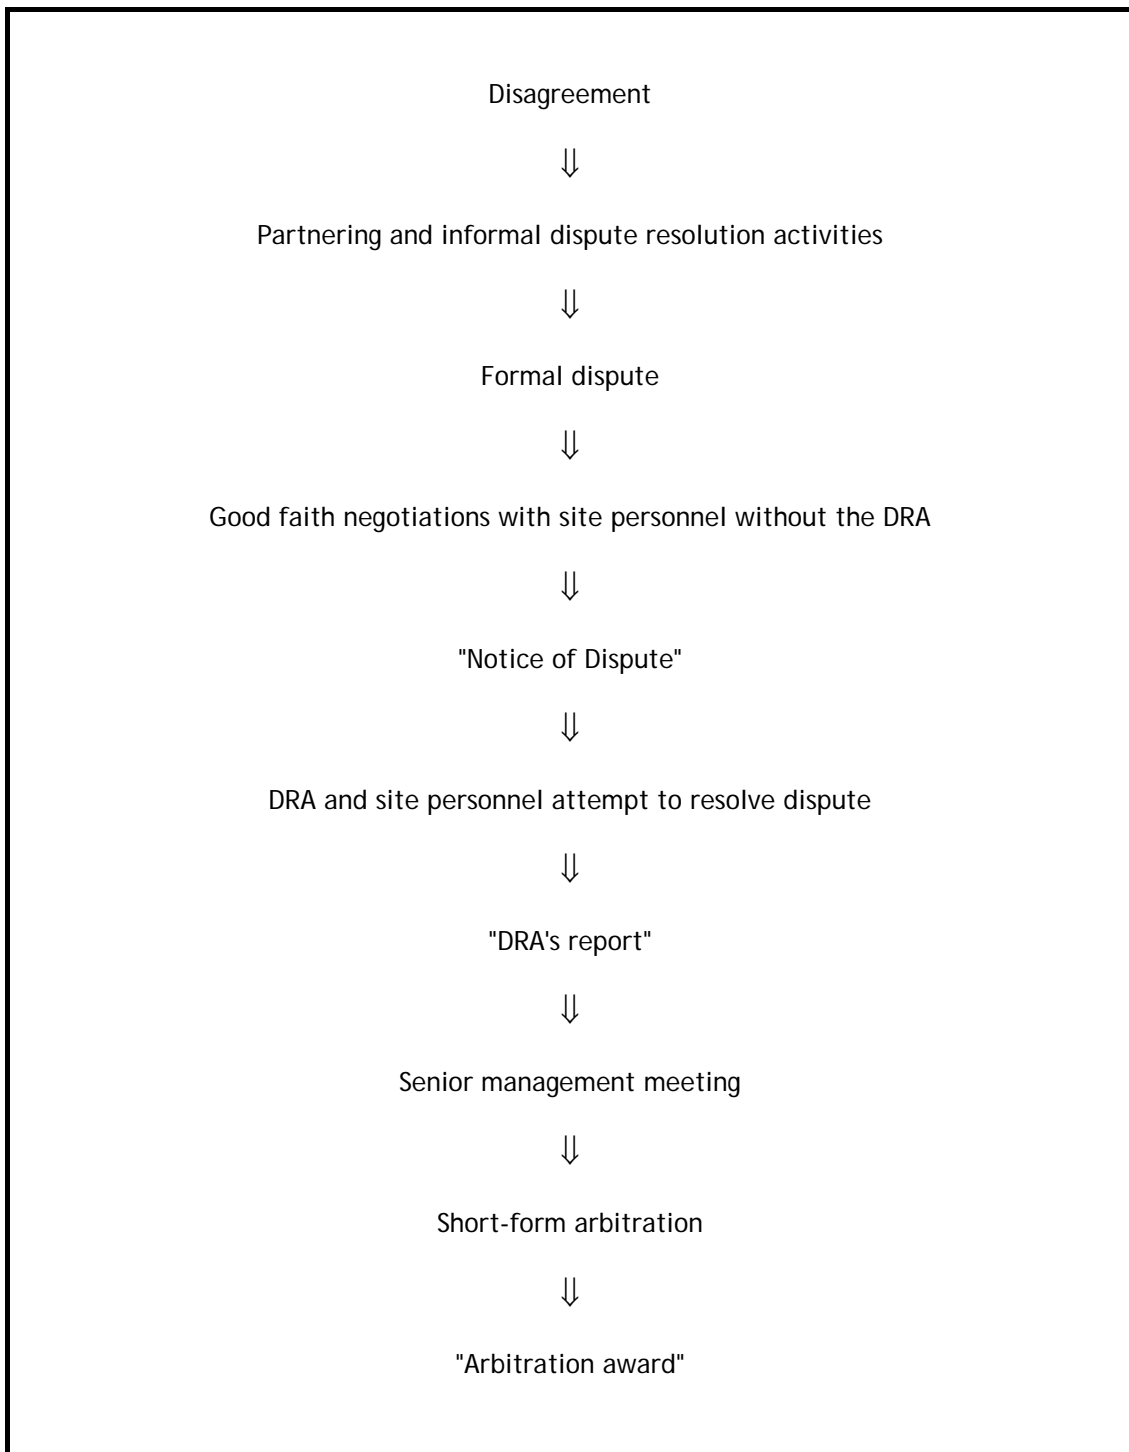 Disagreement
⇓
Partnering and informal dispute resolution activities
⇓
Formal dispute
⇓
Good faith negotiations with site personnel without the DRA
⇓
"Notice of Dispute"
⇓
DRA and site personnel attempt to resolve dispute
⇓
"DRA's report"
⇓
Senior management meeting
⇓
Short-form arbitration
⇓
"Arbitration award"